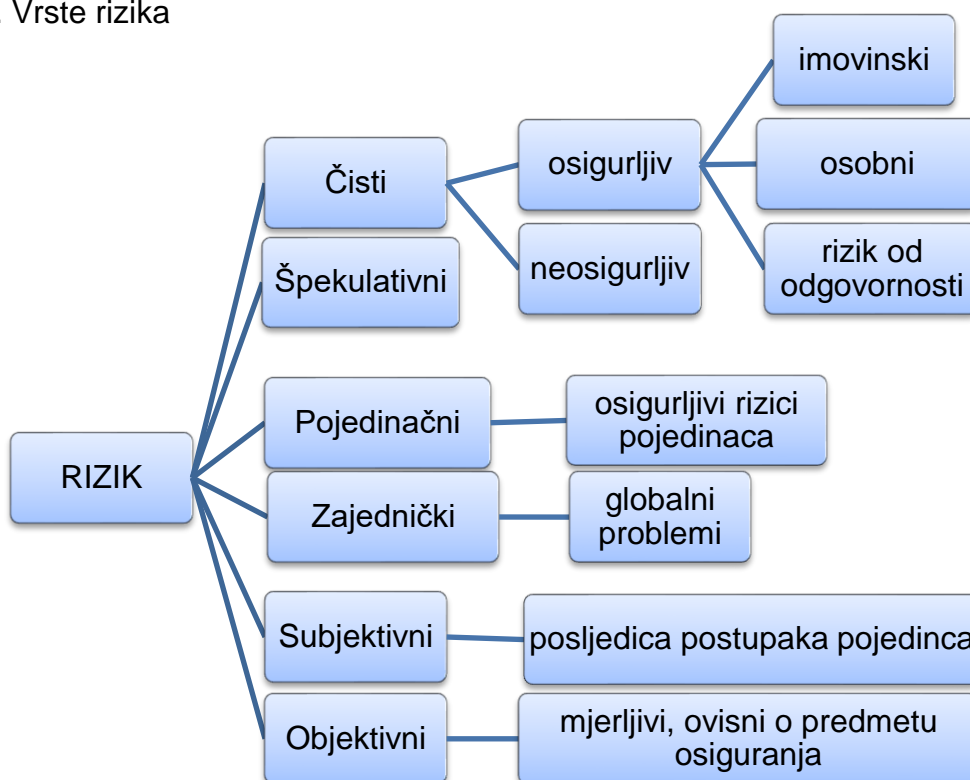 . Vrste rizika
imovinski
Čisti
osigurljiv
osobni
Špekulativni
neosigurljiv
rizik od
odgovornosti
Pojedinačni
osigurljivi rizici
pojedinaca
RIZIK
Zajednički
globalni
problemi
Subjektivni
posljedica postupaka pojedinca
Objektivni
mjerljivi, ovisni o predmetu
osiguranja